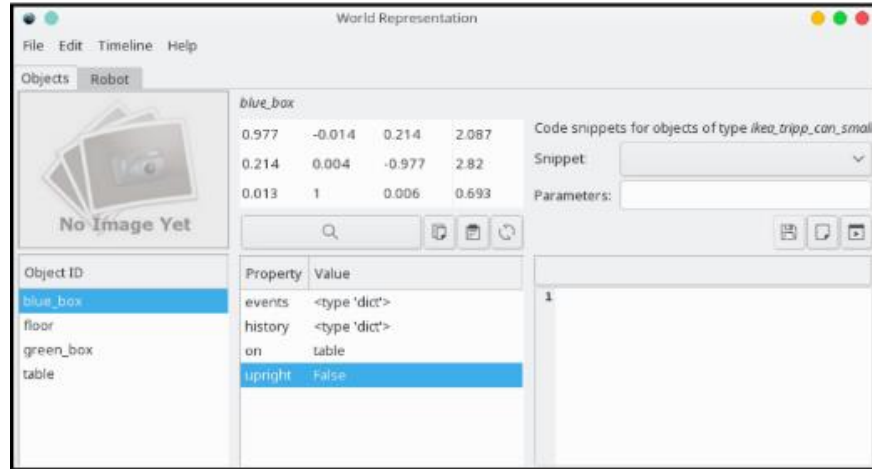 World Representation
File Edit Timeline Help
Objects Robot
No Image Yet
blue_box
0.977 -0.014 0.214 2.087
0.214 0.004 -0.977 2.82
0.013 1 0.006 0.693
Code snippets for objects of type ikea_tripp_can_smal
Snippet:
Parameters:
Object ID
blue_box
floor
green_box
table
Property Value
events <type 'dict'>
history <type 'dict'>
on table
upright False
1